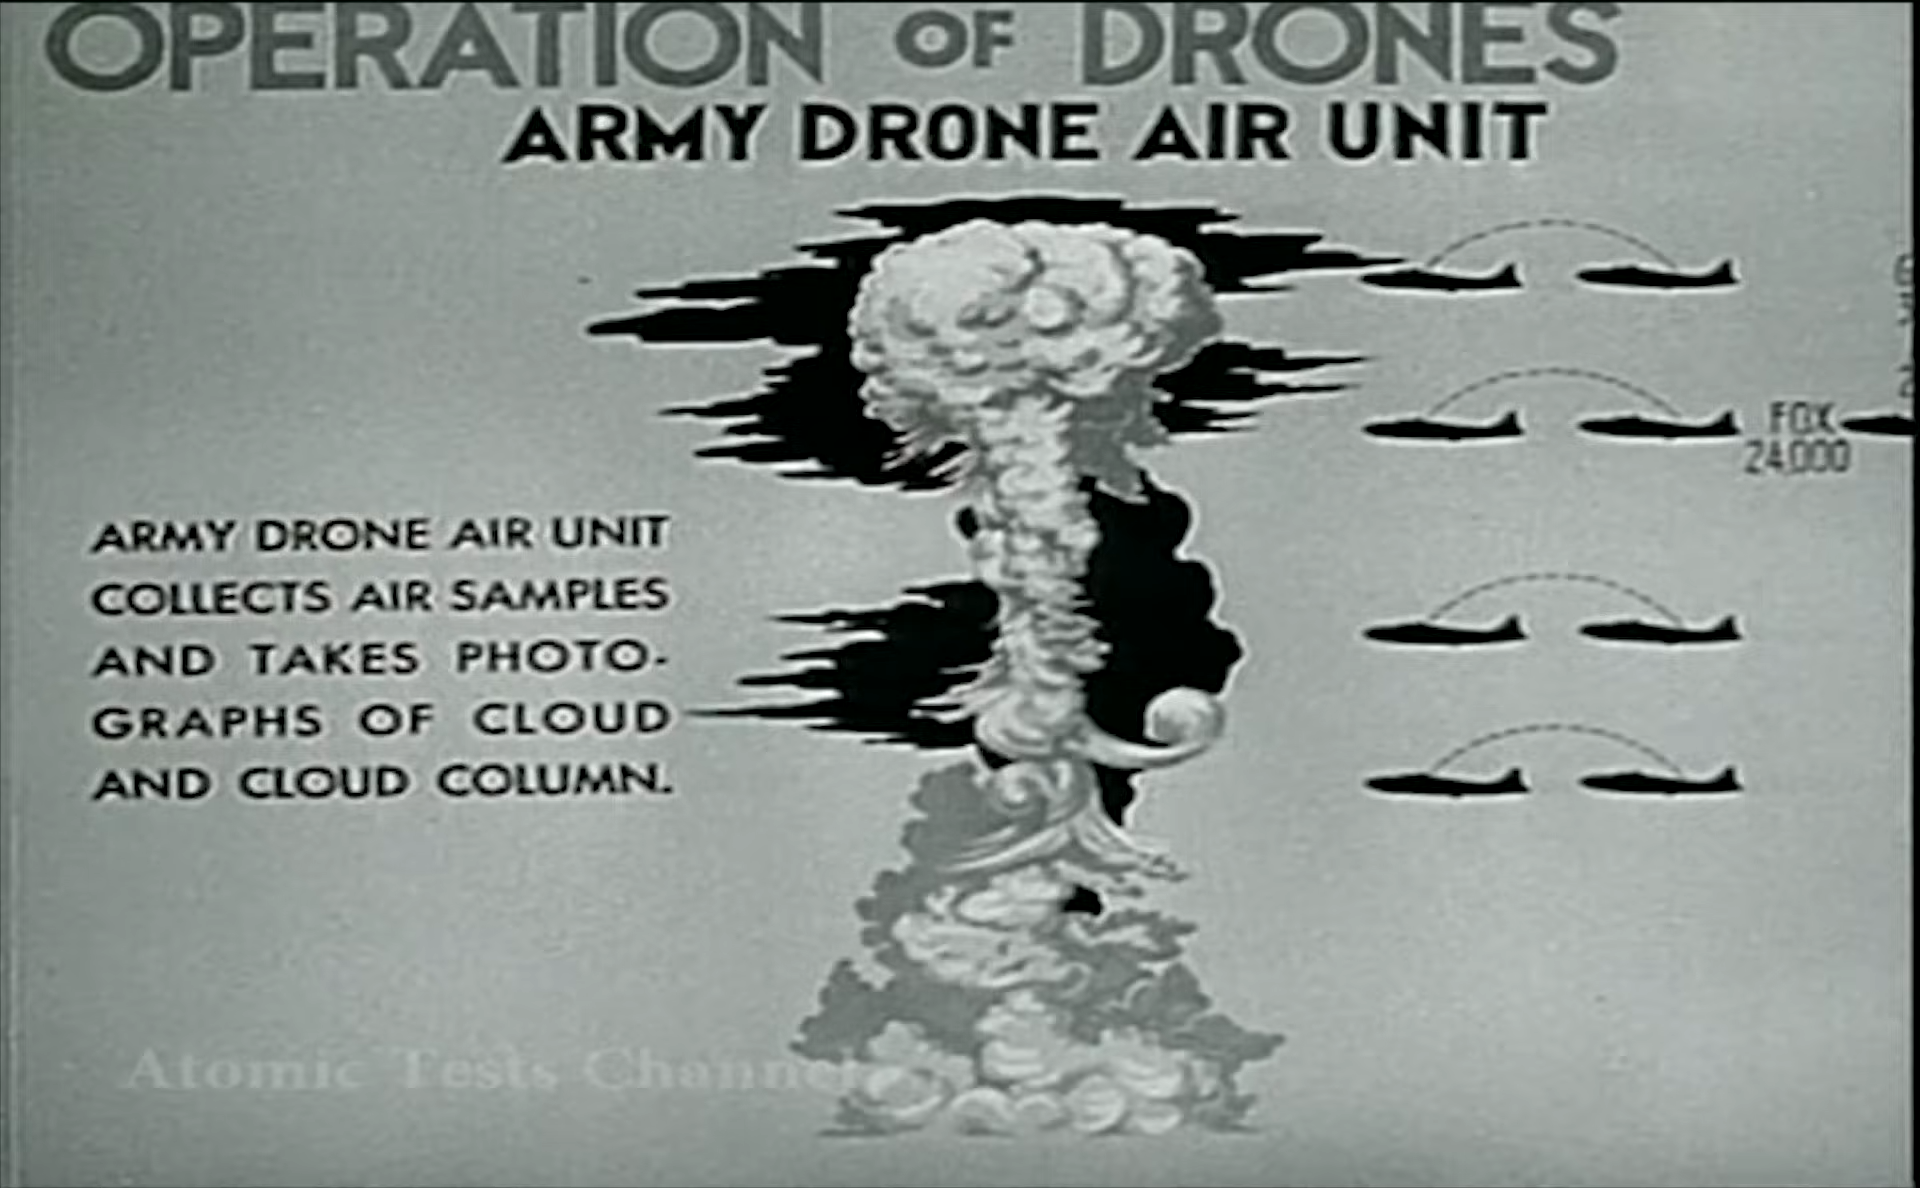 OPERATION OF DRONES
ARMY DRONE AIR UNIT
FOX
24,000
ARMY DRONE AIR UNIT
COLLECTS AIR SAMPLES
AND TAKES PHOTO-
GRAPHS OF CLOUD
AND CLOUD COLUMN.
Atomic Tests Channel